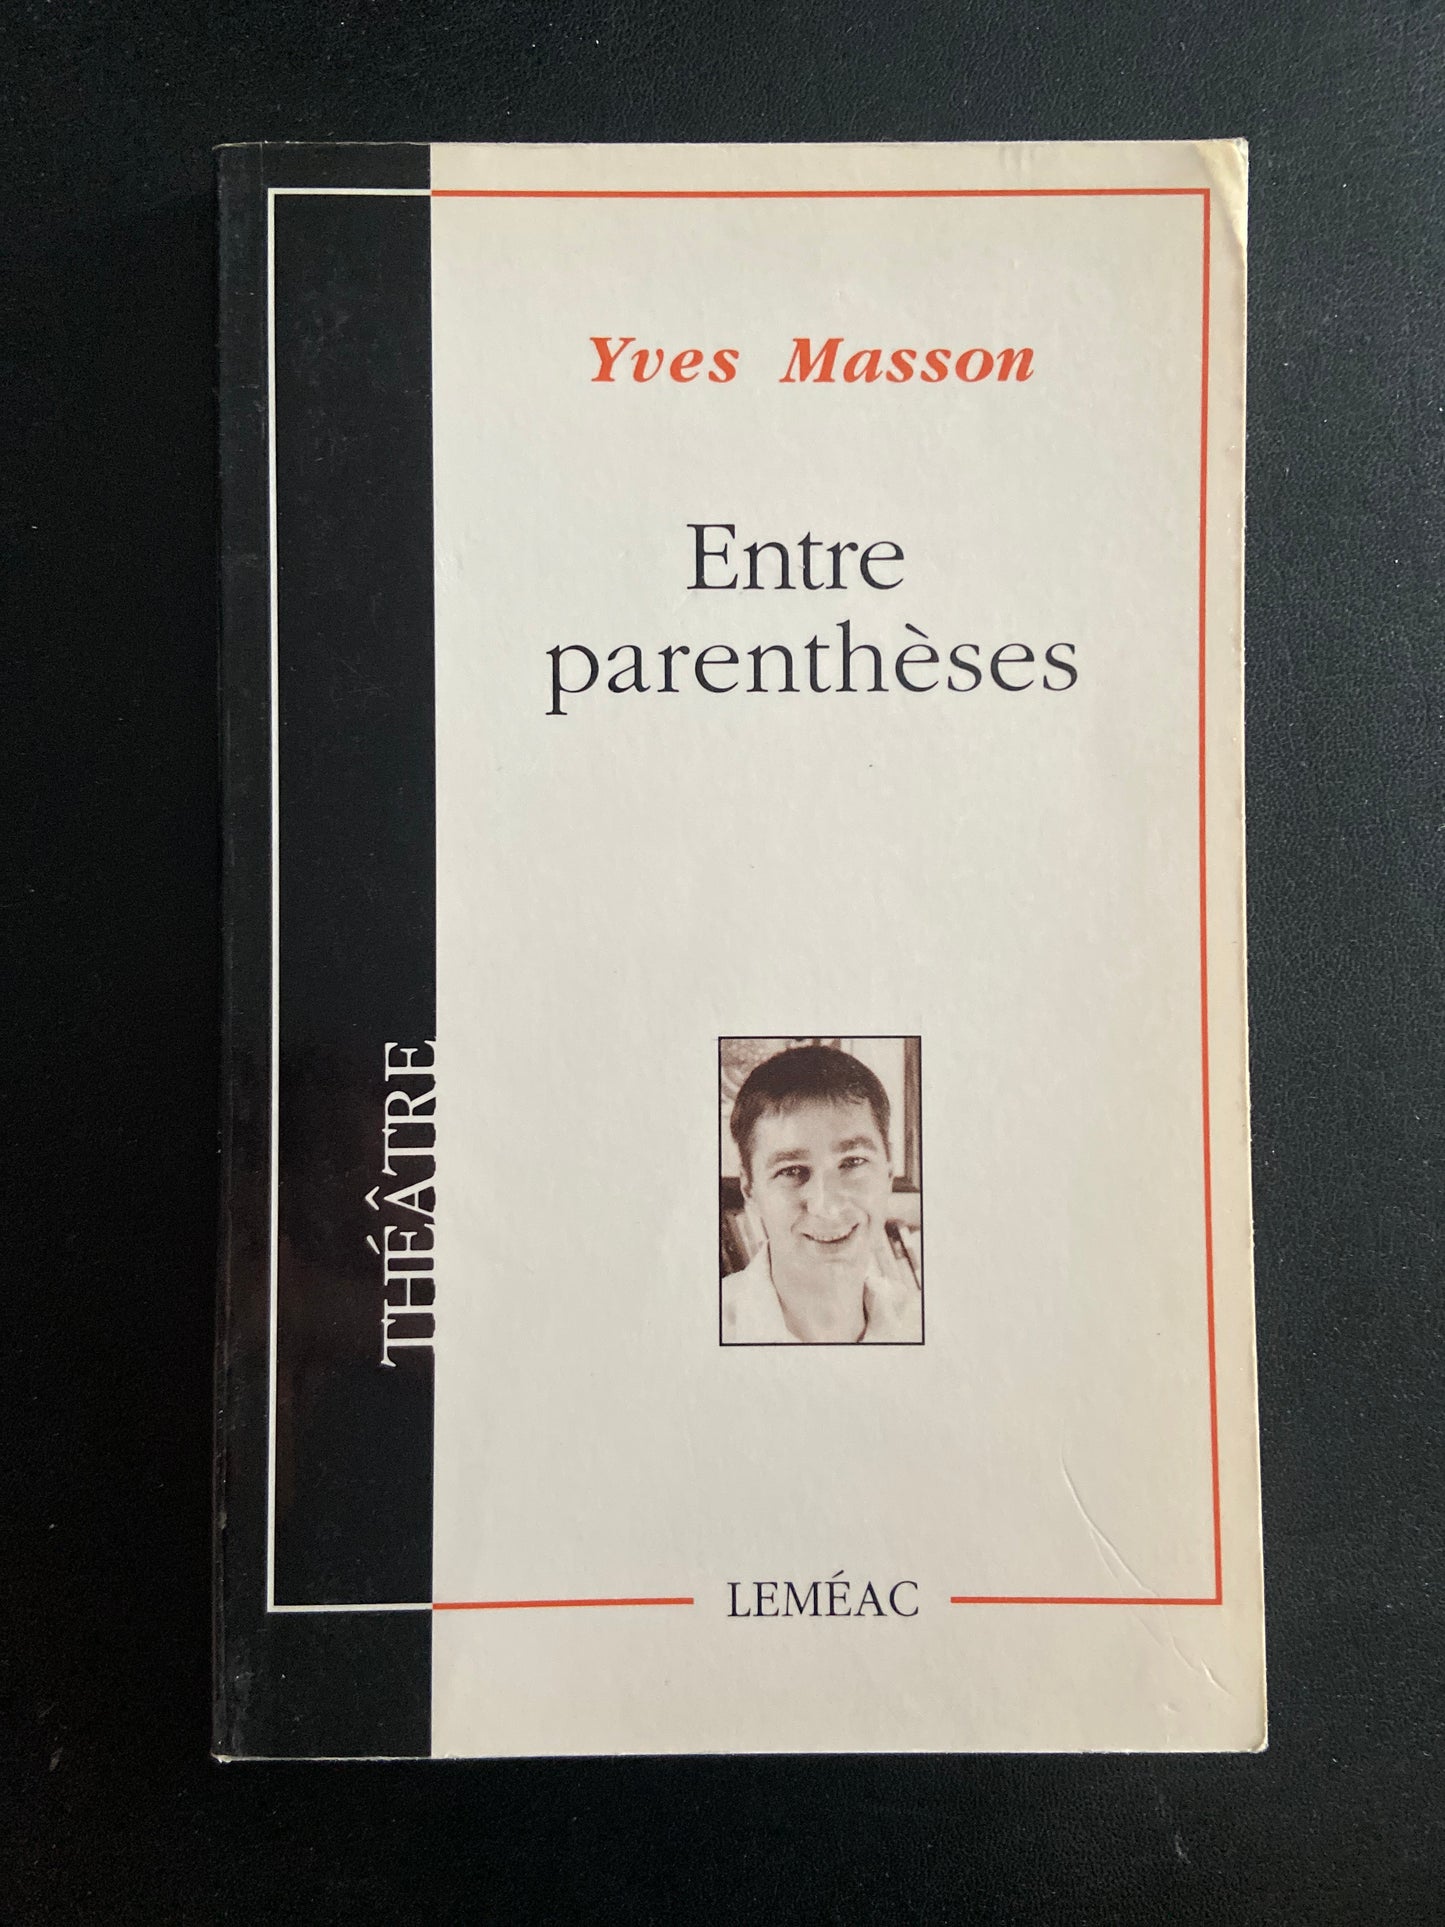 Yves Masson
Entre
parenthèses
THÉÂTRE
LEMÉAC